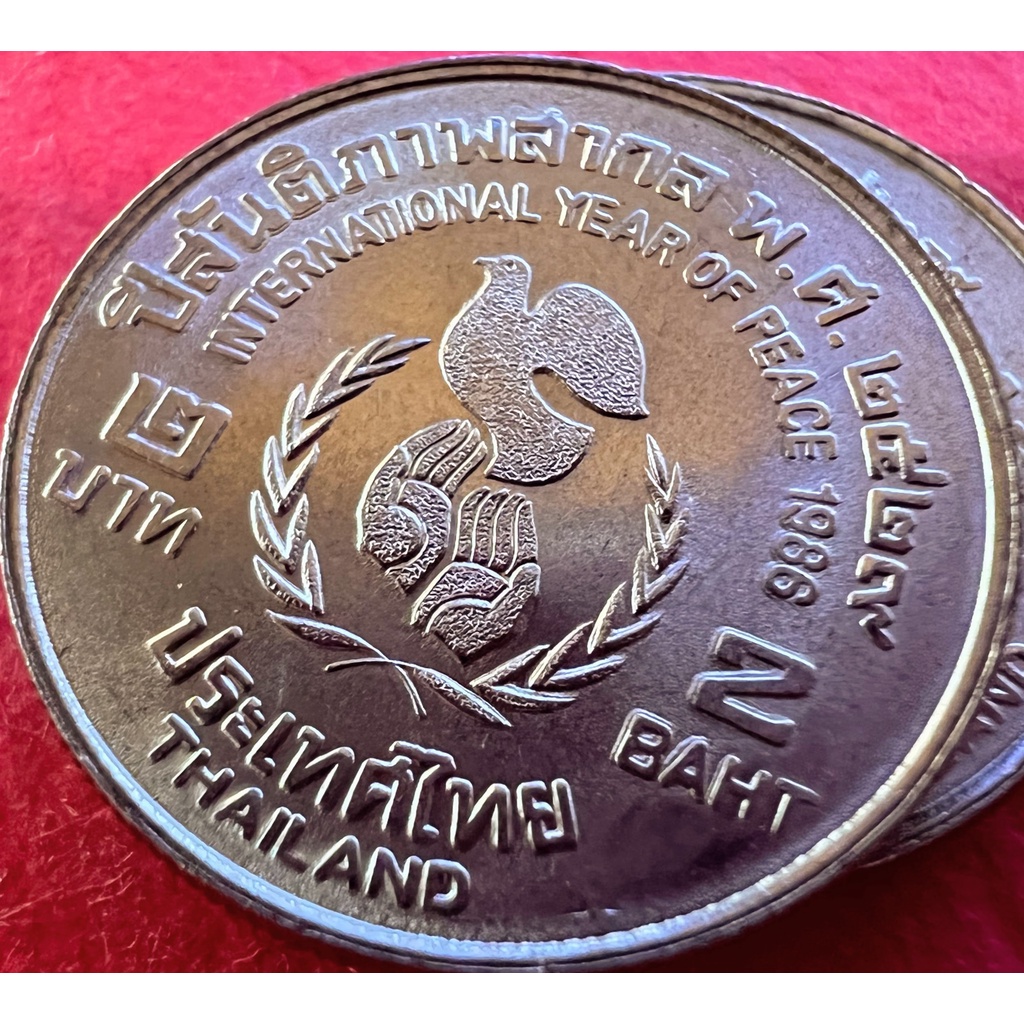 ปีสันติภาพสากล พ.ศ. ๒๕๒๙
INTERNATIONAL YEAR OF PEACE 1986
๒
บาท
2
BAHT
ประเทศไทย
THAILAND